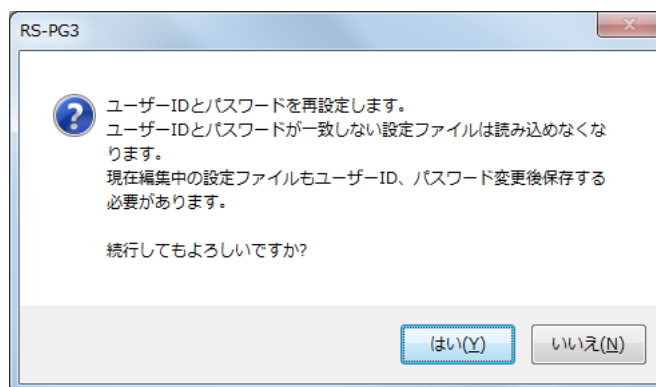 RS-PG3
ユーザーIDとパスワードを再設定します。
ユーザーIDとパスワードが一致しない設定ファイルは読み込めなくな
ります。
現在編集中の設定ファイルもユーザーID、パスワード変更後保存する
必要があります。
続行してもよろしいですか?
はい(Y)
いいえ(N)